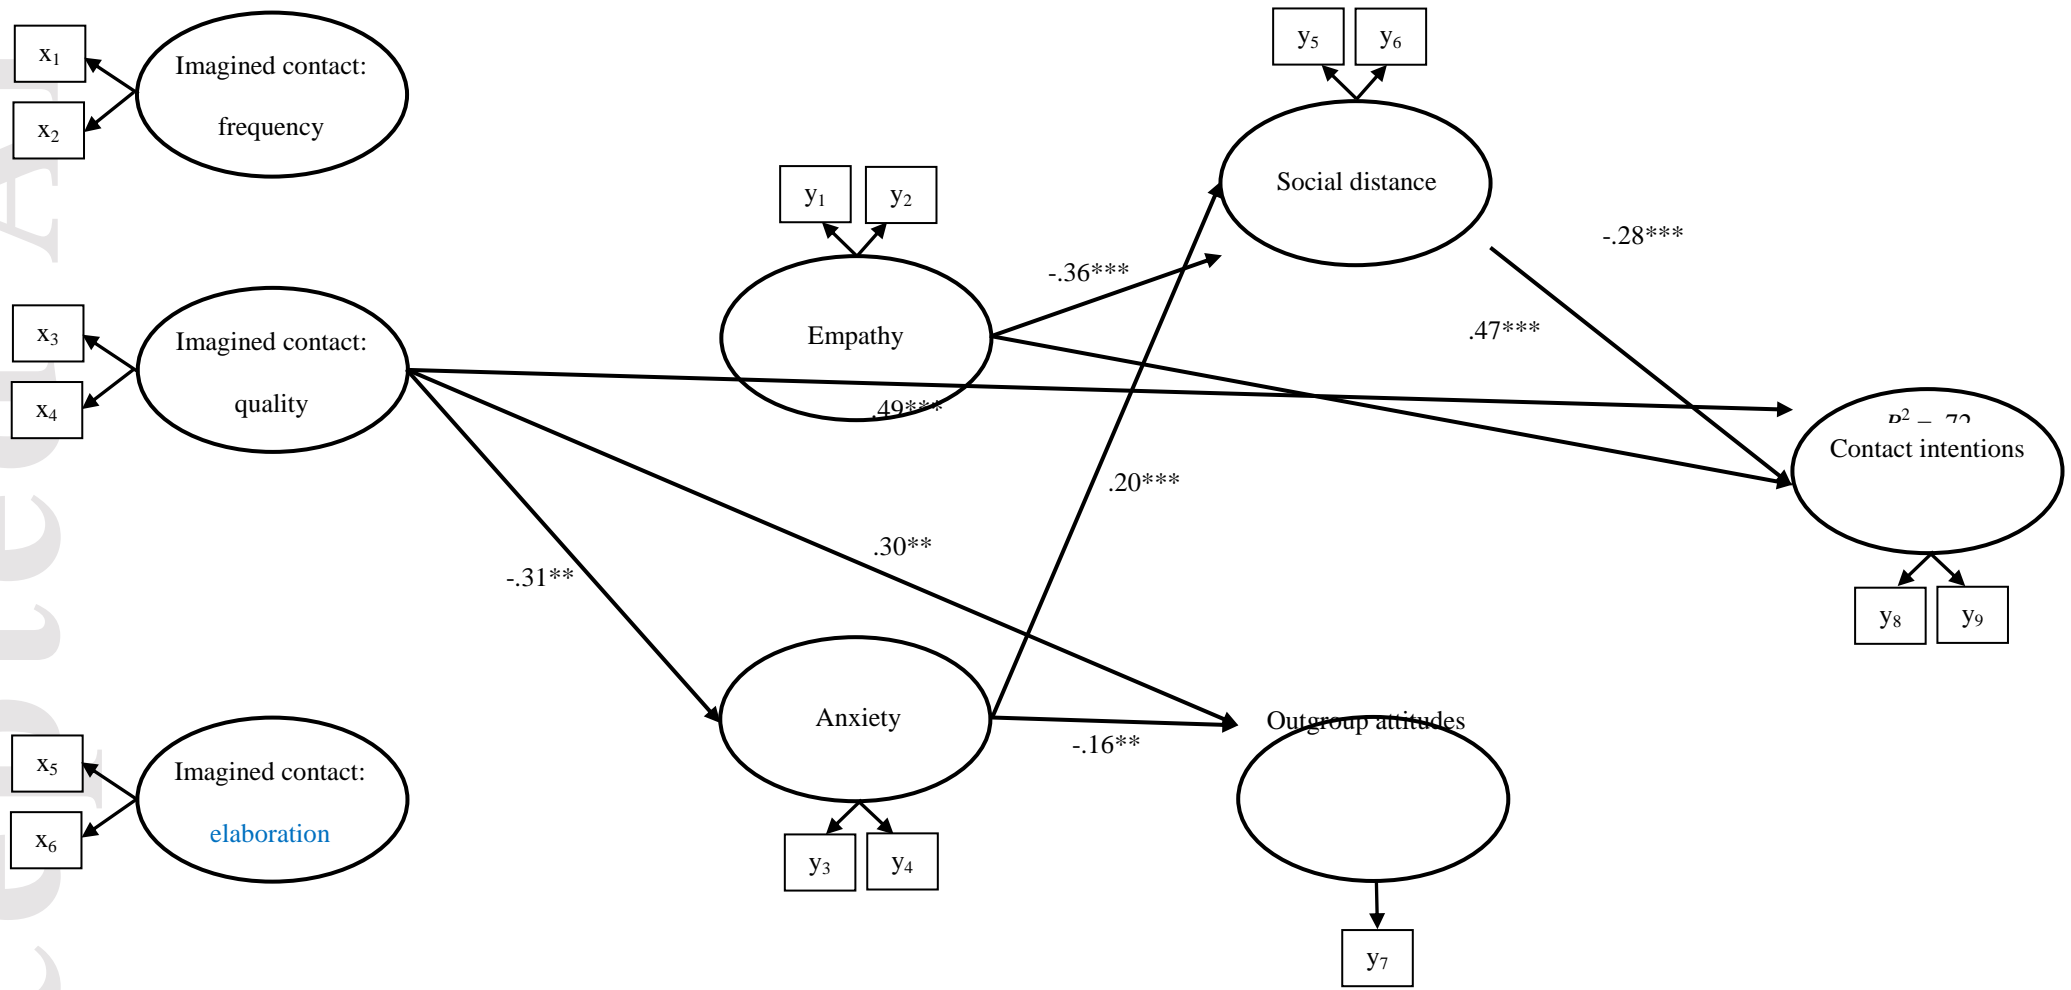 x1
x2
Imagined contact:
frequency
y5
y6
Social distance
-.28***
y1
y2
-.36***
Empathy
.47***
x3
x4
Imagined contact:
quality
.49***
R2 = .72
Contact intentions
.20***
.30**
-.31**
y8
y9
Anxiety
-.16**
Outgroup attitudes
x5
x6
Imagined contact:
elaboration
y3
y4
y7